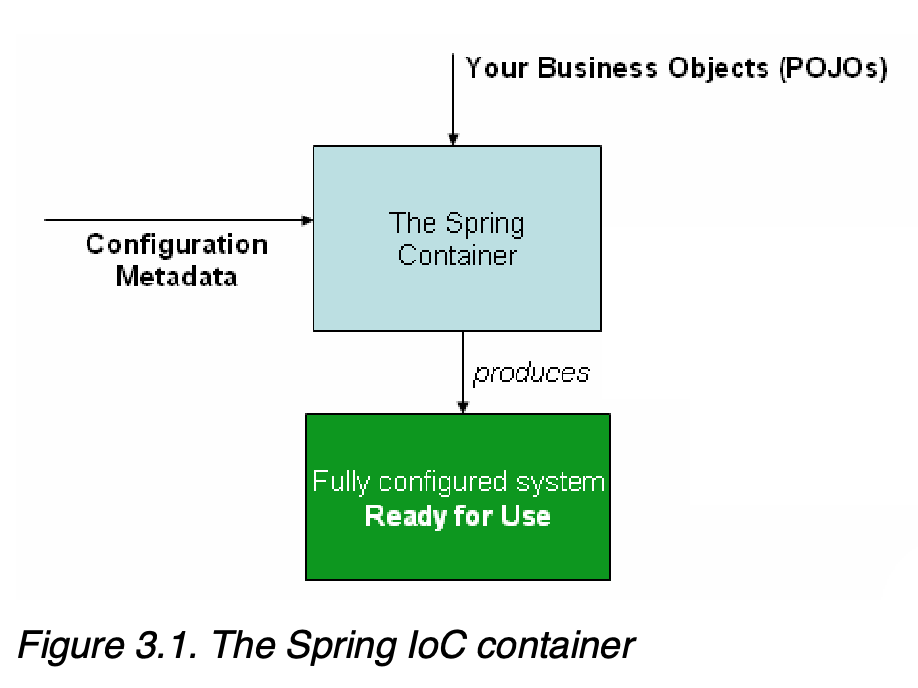 Your Business Objects (POJOs)
The Spring
Container
Configuration
Metadata
produces
Fully configured system
Ready for Use
Figure 3.1. The Spring IoC container